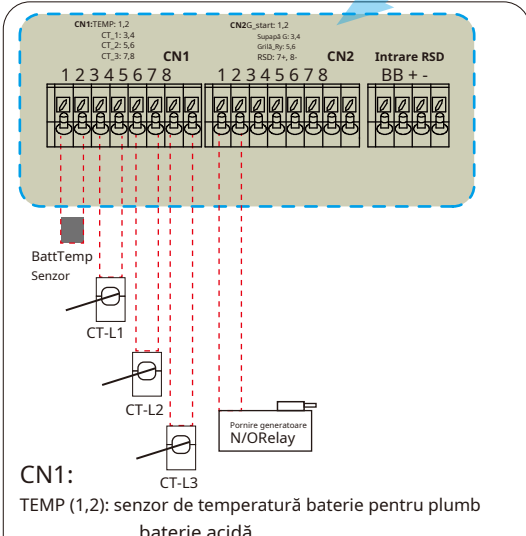 CN1:TEMP: 1,2
CT_1: 3,4
CT_2: 5,6
CT_3: 7,8
CN1
CN2G_start: 1,2
Supapă G: 3,4
Grilă_Ry: 5,6
RSD: 7+, 8-
CN2
Intrare RSD
1 2 3 4 5 6 7 8
1 2 3 4 5 6 7 8
BB + -
BattTemp
Senzor
CT-L1
CT-L2
CT-L3
Pornire generatoare
N/ORelay
CN1:
TEMP (1,2): senzor de temperatură baterie pentru plumb
baterie acidă